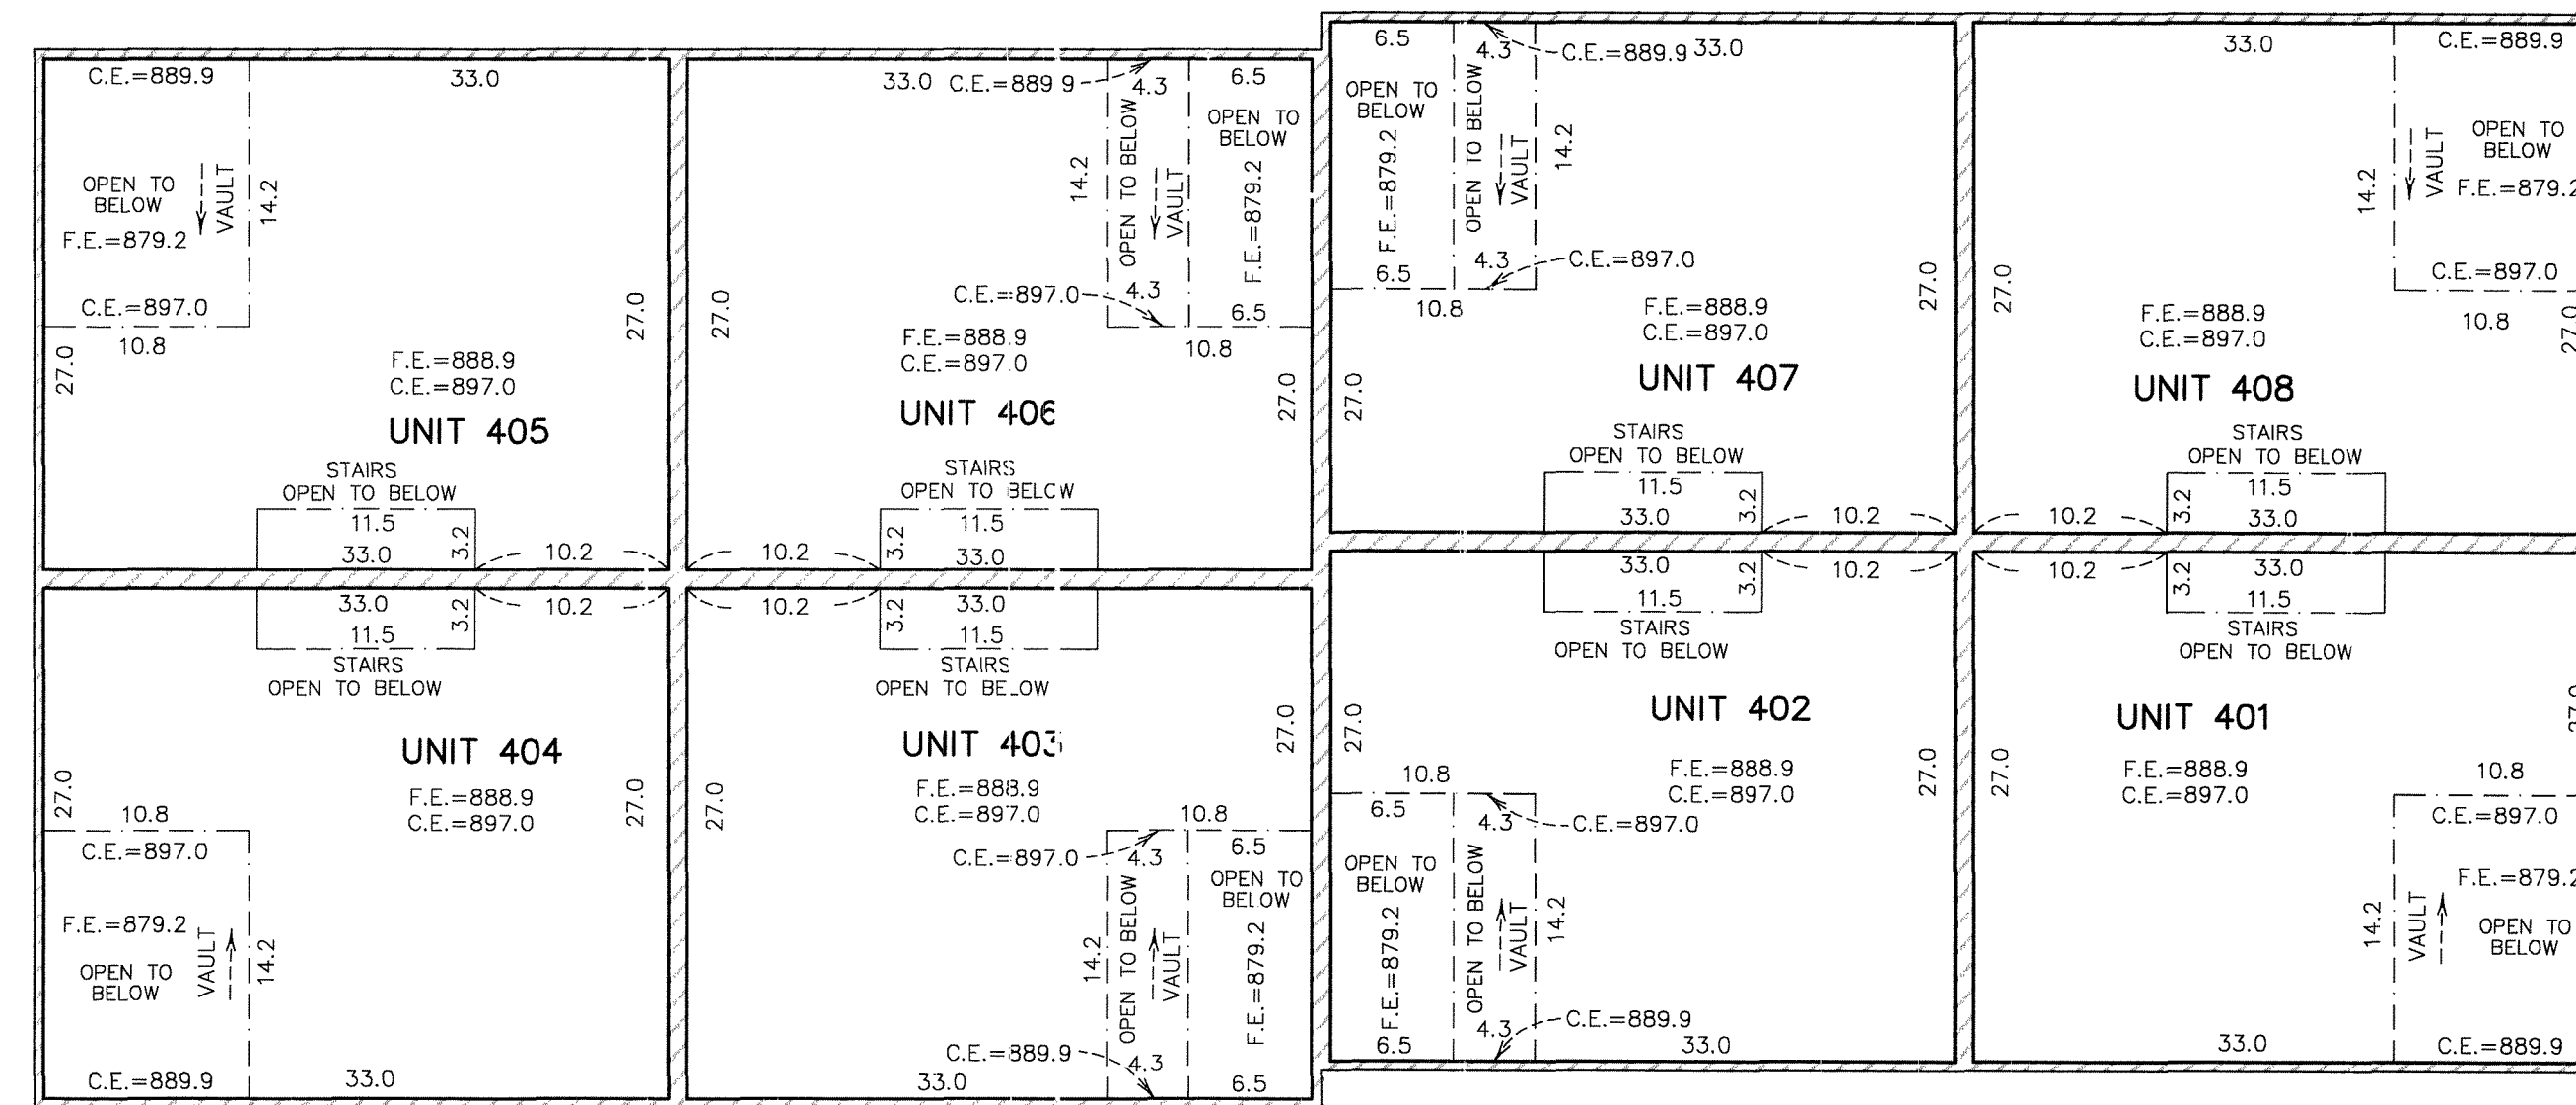 C.E.=889.9
33.0
OPEN TO
BELOW
F.E.=879.2
VAULT
14.2
C.E.=897.0
10.8
27.0
27.0
F.E.=888.9
C.E.=897.0
UNIT 405
STAIRS
OPEN TO BELOW
11.5
33.0
3.2
10.2
33.0
C.E.=889 9
4.3
6.5
OPEN TO BELOW
OPEN TO
BELOW
14.2
VAULT
F.E.=879.2
C.E.=897.0
4.3
6.5
10.8
27.0
27.0
F.E.=888.9
C.E.=897.0
UNIT 406
STAIRS
OPEN TO BELOW
11.5
33.0
3.2
10.2
6.5
4.3
C.E.=889.9
33.0
OPEN TO
BELOW
OPEN TO BELOW
F.E.=879.2
VAULT
14.2
6.5
4.3
C.E.=897.0
10.8
27.0
27.0
F.E.=888.9
C.E.=897.0
UNIT 407
STAIRS
OPEN TO BELOW
11.5
33.0
3.2
10.2
33.0
C.E.=889.9
OPEN TO
BELOW
VAULT
14.2
F.E.=879.2
C.E.=897.0
10.8
27.0
27.0
F.E.=888.9
C.E.=897.0
UNIT 408
STAIRS
OPEN TO BELOW
11.5
33.0
3.2
10.2
33.0
11.5
3.2
10.2
STAIRS
OPEN TO BELOW
UNIT 404
F.E.=888.9
C.E.=897.0
27.0
27.0
10.8
C.E.=897.0
F.E.=879.2
OPEN TO
BELOW
VAULT
14.2
C.E.=889.9
33.0
10.2
3.2
33.0
11.5
STAIRS
OPEN TO BELOW
UNIT 403
F.E.=888.9
C.E.=897.0
27.0
27.0
10.8
C.E.=897.0
4.3
6.5
OPEN TO
BELOW
OPEN TO BELOW
14.2
VAULT
F.E.=879.2
C.E.=889.9
4.3
6.5
33.0
33.0
11.5
3.2
10.2
STAIRS
OPEN TO BELOW
UNIT 402
F.E.=888.9
C.E.=897.0
27.0
27.0
10.8
6.5
4.3
C.E.=897.0
OPEN TO
BELOW
OPEN TO BELOW
F.E.=879.2
VAULT
14.2
6.5
4.3
C.E.=889.9
33.0
10.2
3.2
33.0
11.5
STAIRS
OPEN TO BELOW
UNIT 401
F.E.=888.9
C.E.=897.0
27.0
10.8
C.E.=897.0
F.E.=879.2
OPEN TO
BELOW
VAULT
14.2
33.0
C.E.=889.9